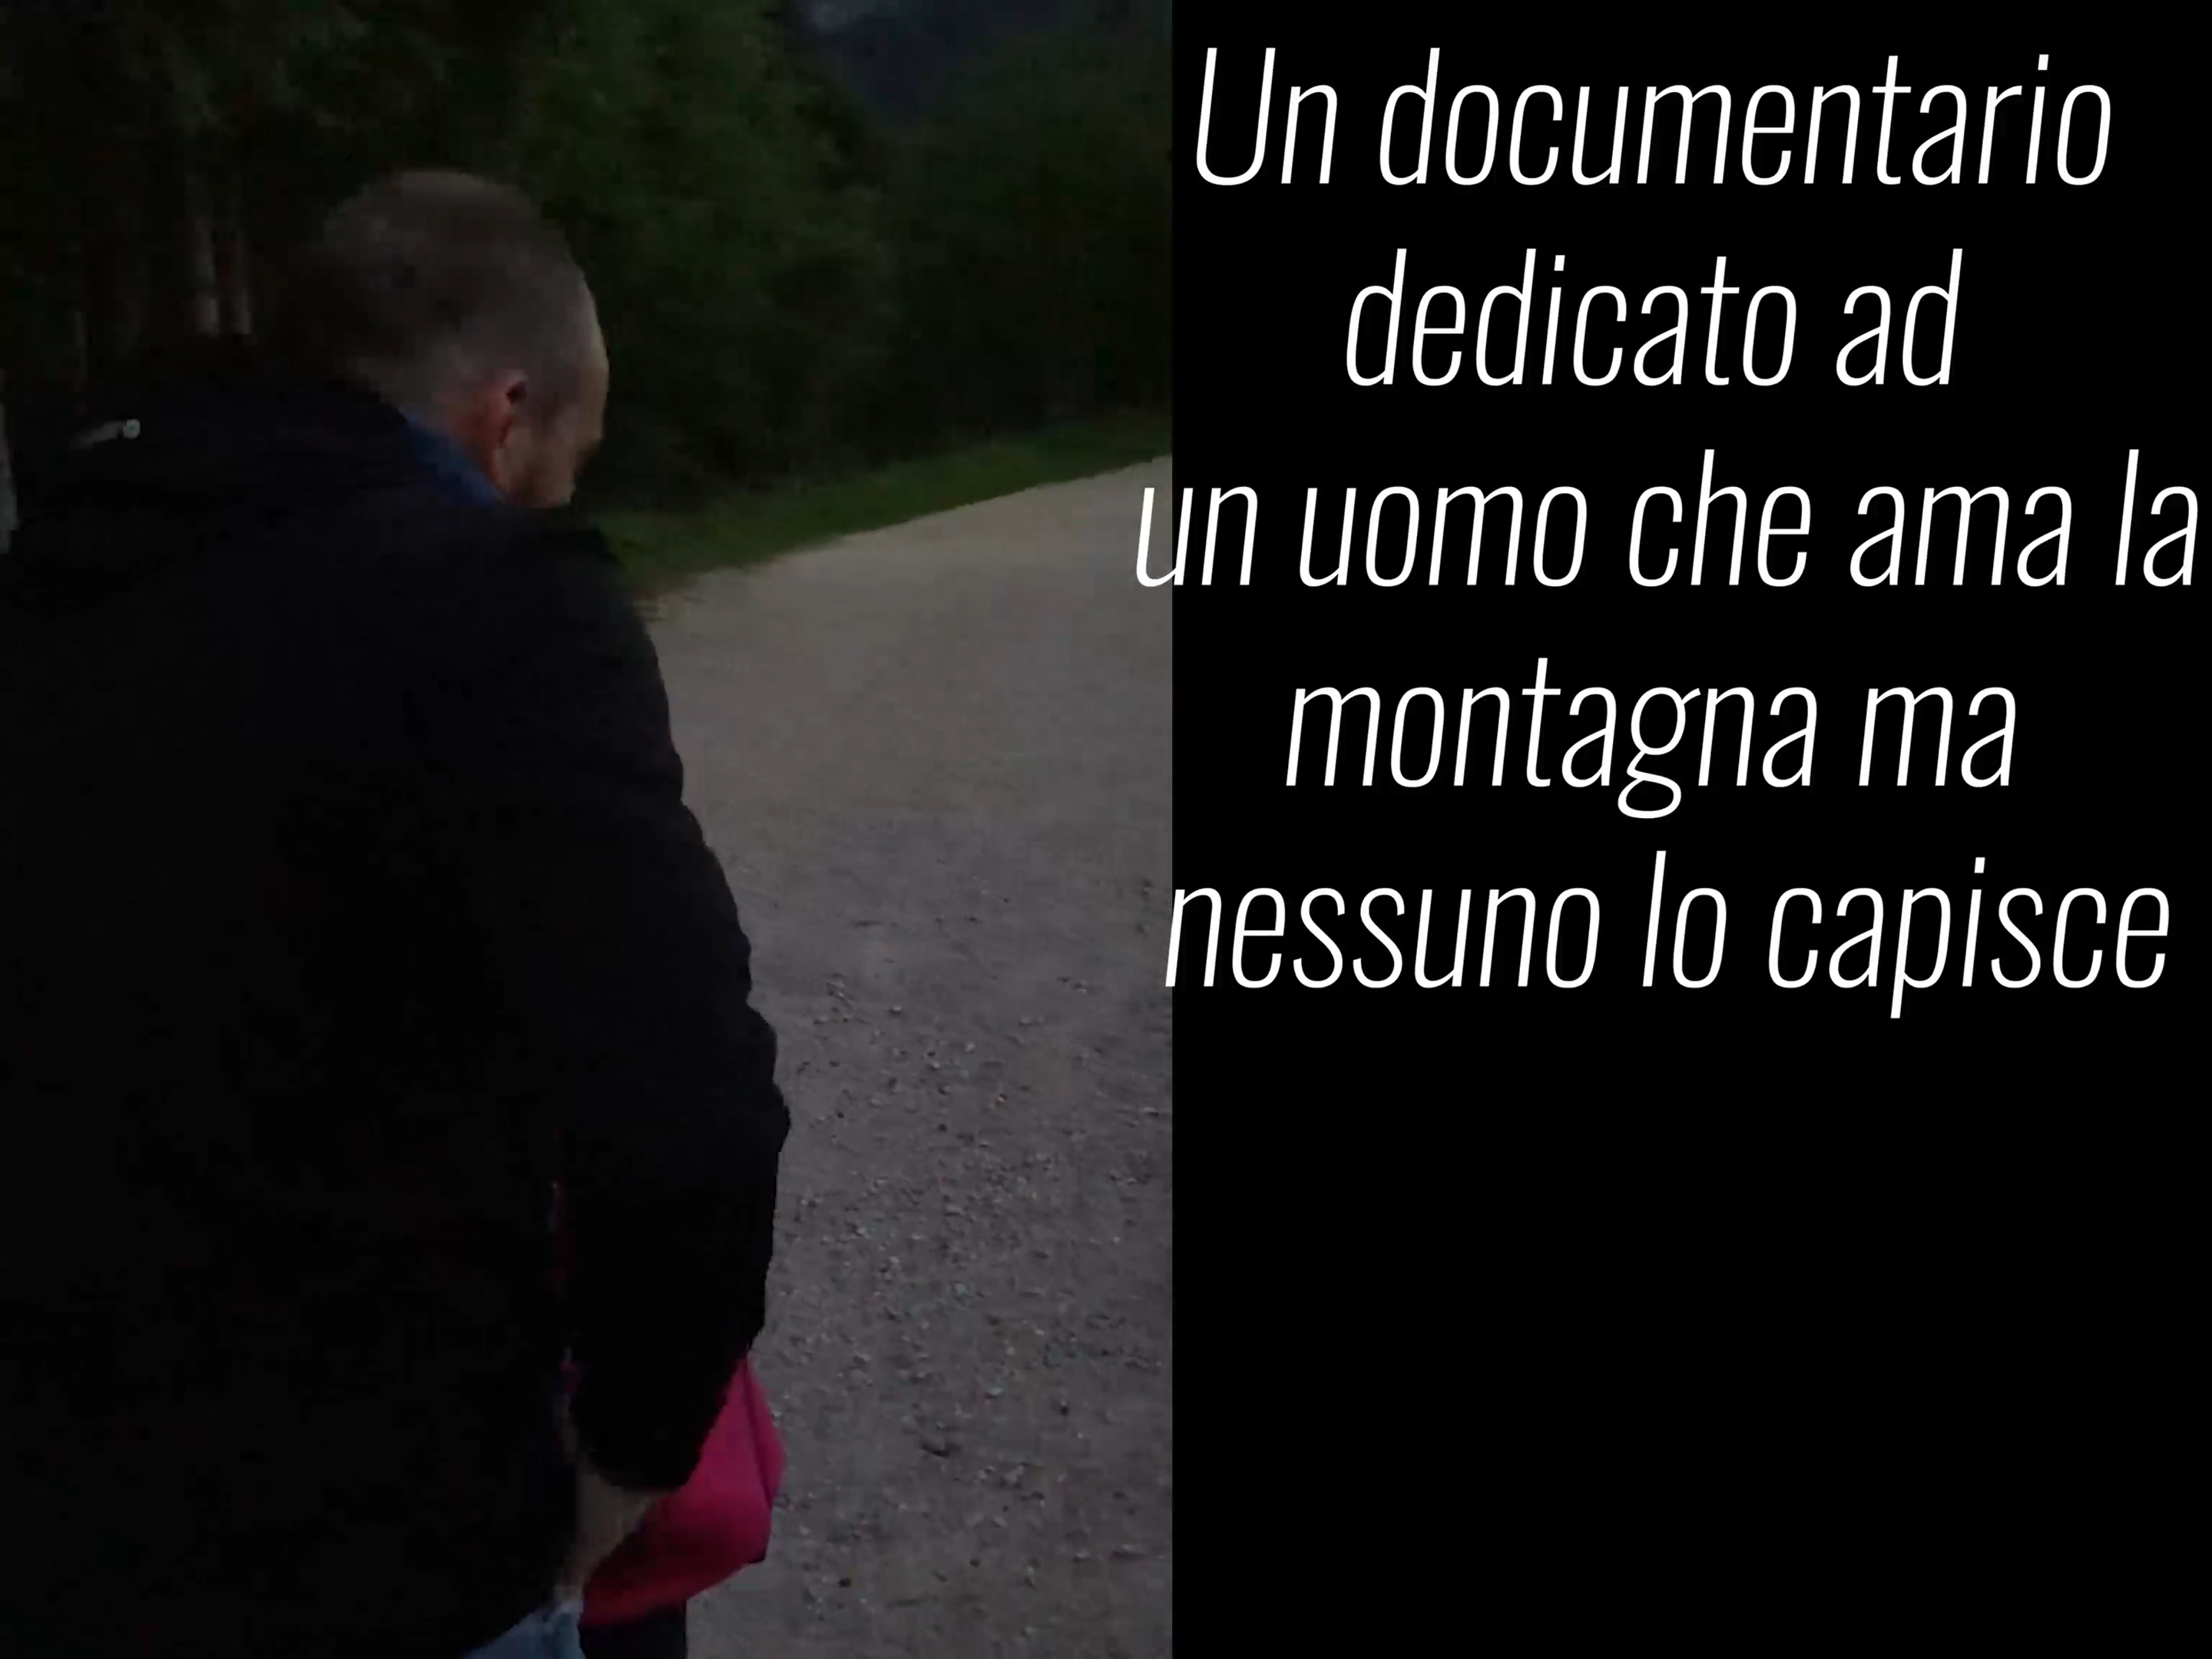 Un documentario
dedicato ad
un uomo che ama la
montagna ma
nessuno lo capisce